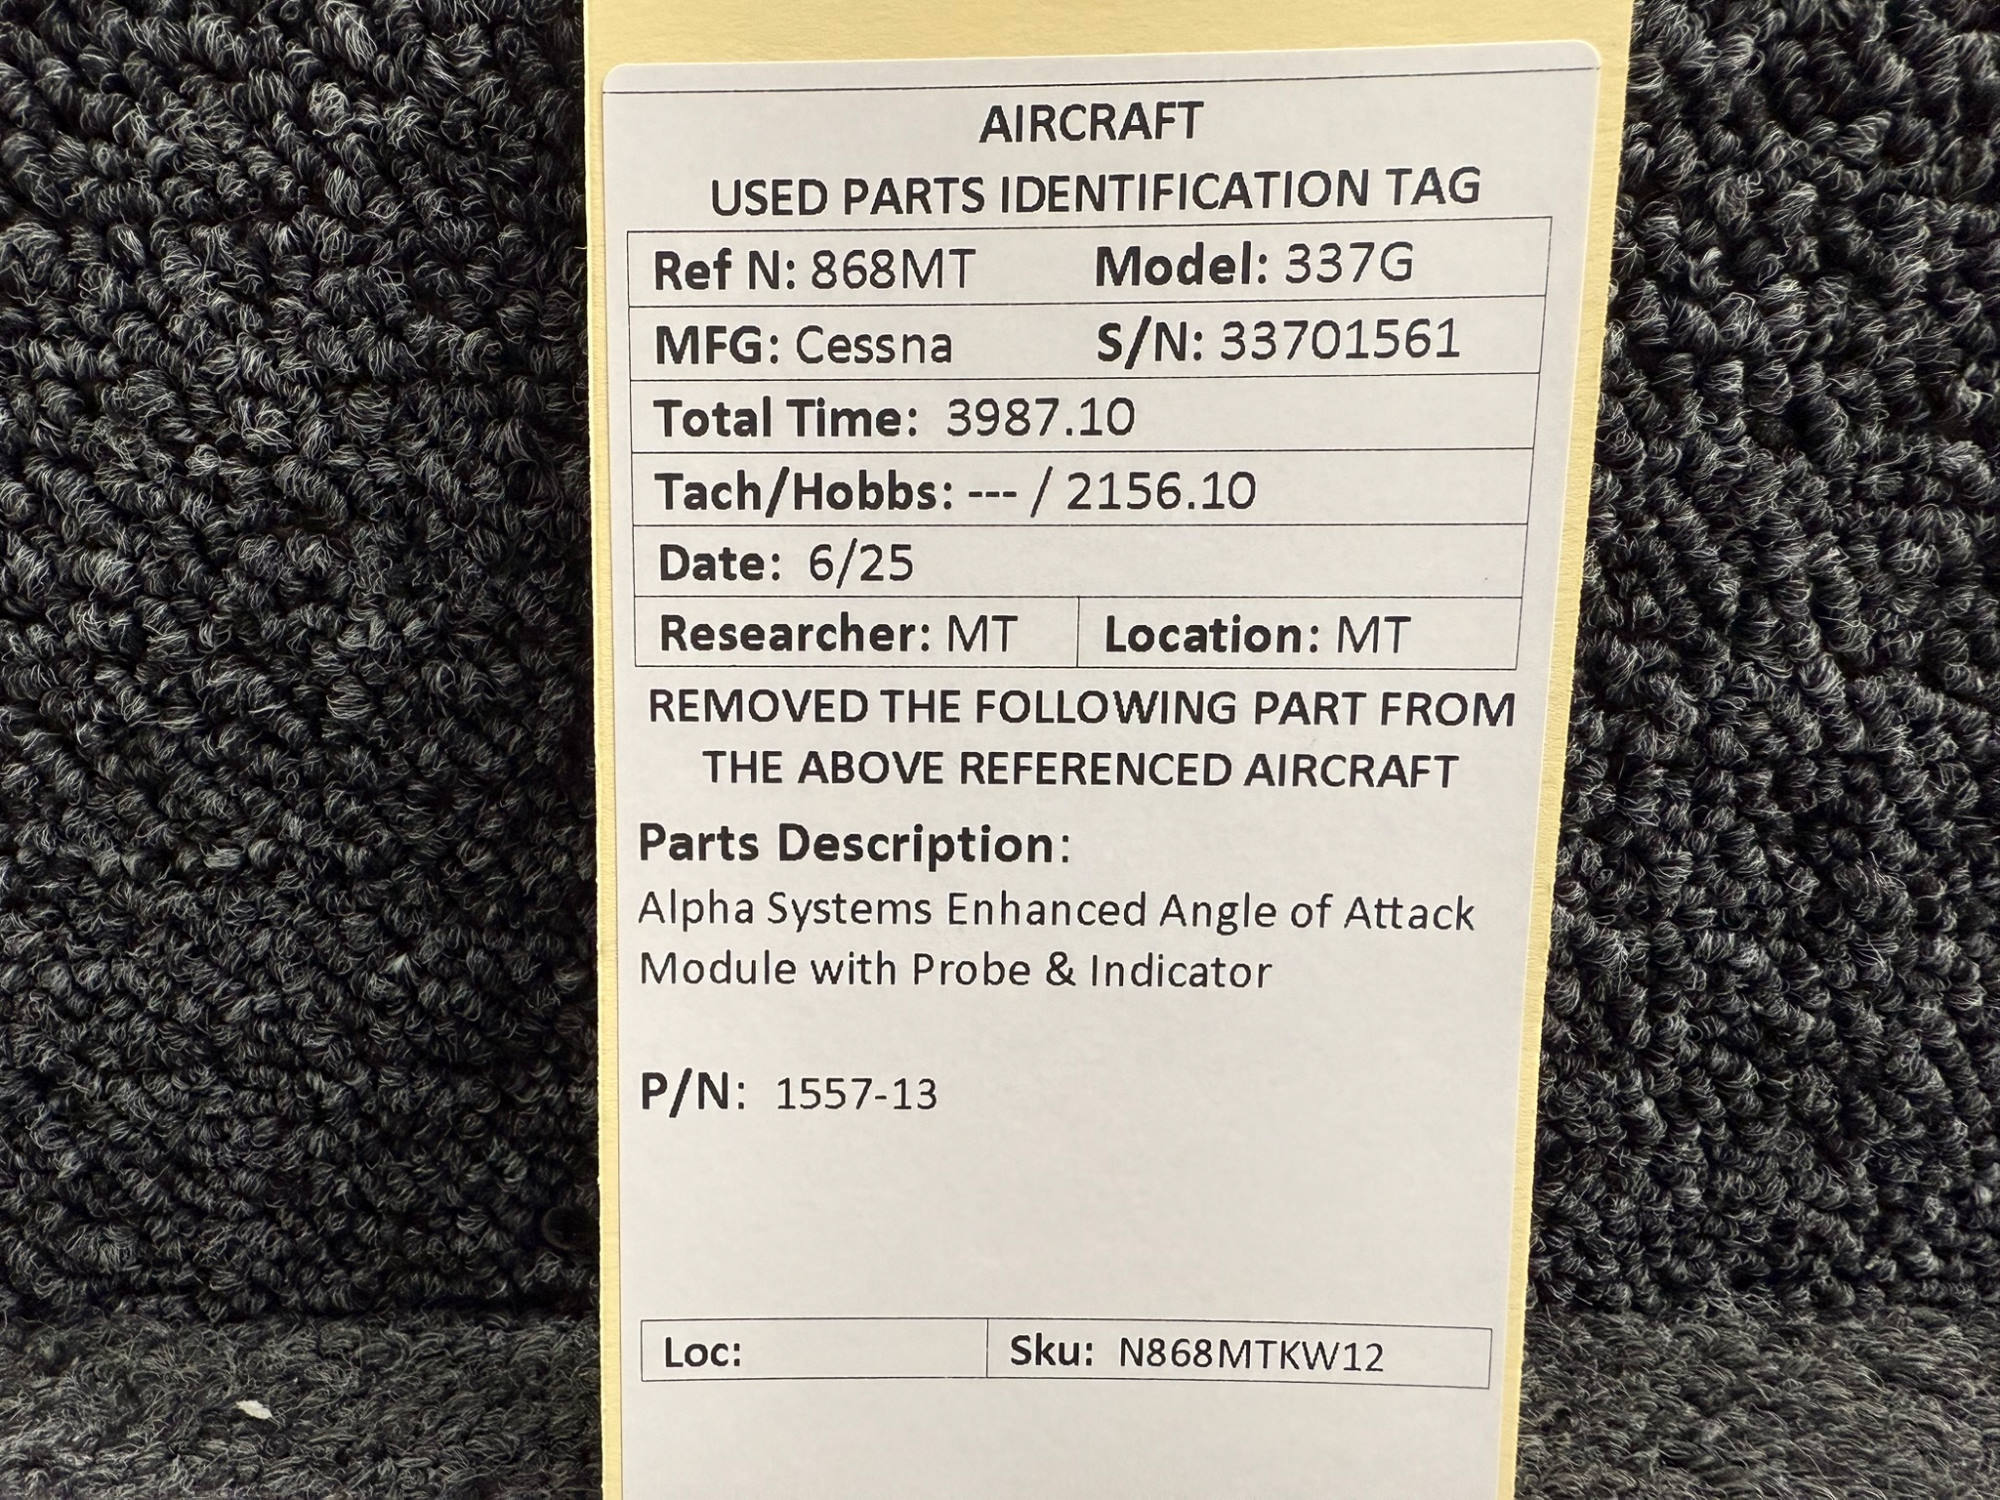 AIRCRAFT
USED PARTS IDENTIFICATION TAG
Ref N: 868MT Model: 337G
MFG: Cessna S/N: 33701561
Total Time: 3987.10
Tach/Hobbs: --- / 2156.10
Date: 6/25
Researcher: MT Location: MT
REMOVED THE FOLLOWING PART FROM
THE ABOVE REFERENCED AIRCRAFT
Parts Description:
Alpha Systems Enhanced Angle of Attack
Module with Probe & Indicator
P/N: 1557-13
Loc: Sku: N868MTKW12